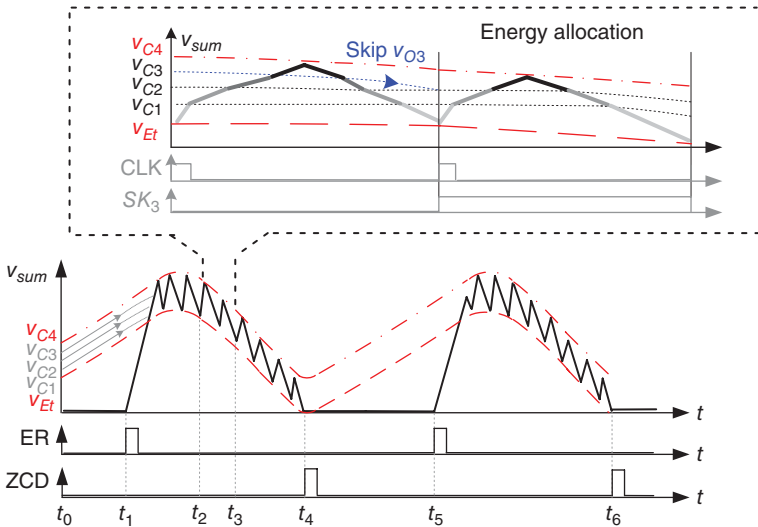 Energy allocation
v_C4
v_sum
Skip v_O3
v_C3
v_C2
v_C1
v_Et
CLK
SK_3
v_sum
v_C4
v_C3
v_C2
v_C1
v_Et
t
ER
t
ZCD
t
t_0 t_1 t_2 t_3 t_4 t_5 t_6